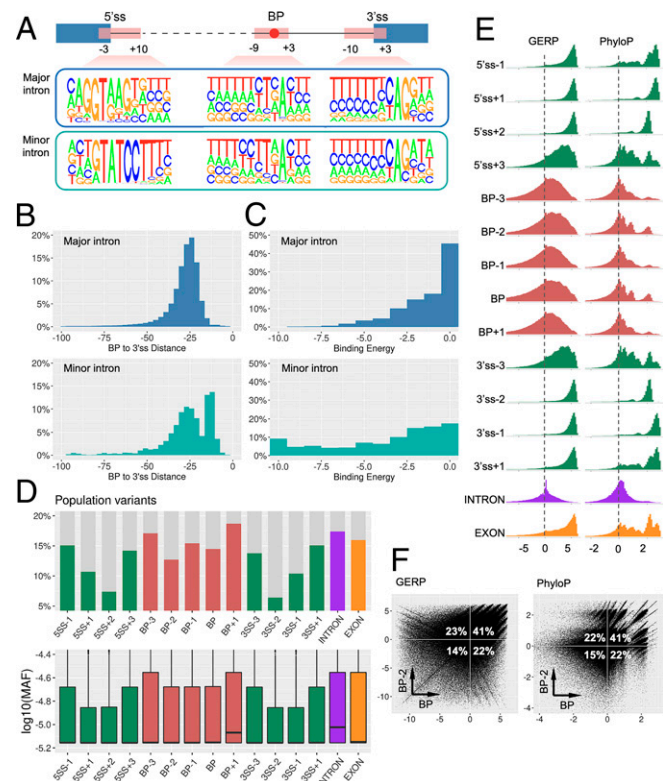 A
5'ss
BP
3'ss
-3
+10
-9
+3
-10
+3
Major
intron
Minor
intron
B
Major intron
20%
15%
10%
5%
0%
-100
-75
-50
-25
0
BP to 3'ss Distance
Minor intron
20%
15%
10%
5%
0%
-100
-75
-50
-25
0
BP to 3'ss Distance
C
Major intron
50%
40%
30%
20%
10%
0%
-10.0
-7.5
-5.0
-2.5
0.0
Binding Energy
Minor intron
50%
40%
30%
20%
10%
0%
-10.0
-7.5
-5.0
-2.5
0.0
Binding Energy
D
Population variants
20%
15%
10%
5%
5SS-1
5SS+1
5SS+2
5SS+3
BP-3
BP-2
BP-1
BP
BP+1
3SS-3
3SS-2
3SS-1
3SS+1
INTRON
EXON
log10(MAF)
-4.6
-4.8
-5.0
-5.2
5SS-1
5SS+1
5SS+2
5SS+3
BP-3
BP-2
BP-1
BP
BP+1
3SS-3
3SS-2
3SS-1
3SS+1
INTRON
EXON
E
GERP
PhyloP
5'ss-1
5'ss+1
5'ss+2
5'ss+3
BP-3
BP-2
BP-1
BP
BP+1
3'ss-3
3'ss-2
3'ss-1
3'ss+1
INTRON
EXON
-5 0 5
-2 0 2
F
GERP
5
0
-5
-10
23% 41%
14% 22%
BP-2
BP
-10 -5 0 5
PhyloP
2
0
-2
-4
22% 41%
15% 22%
BP-2
BP
-4 -2 0 2